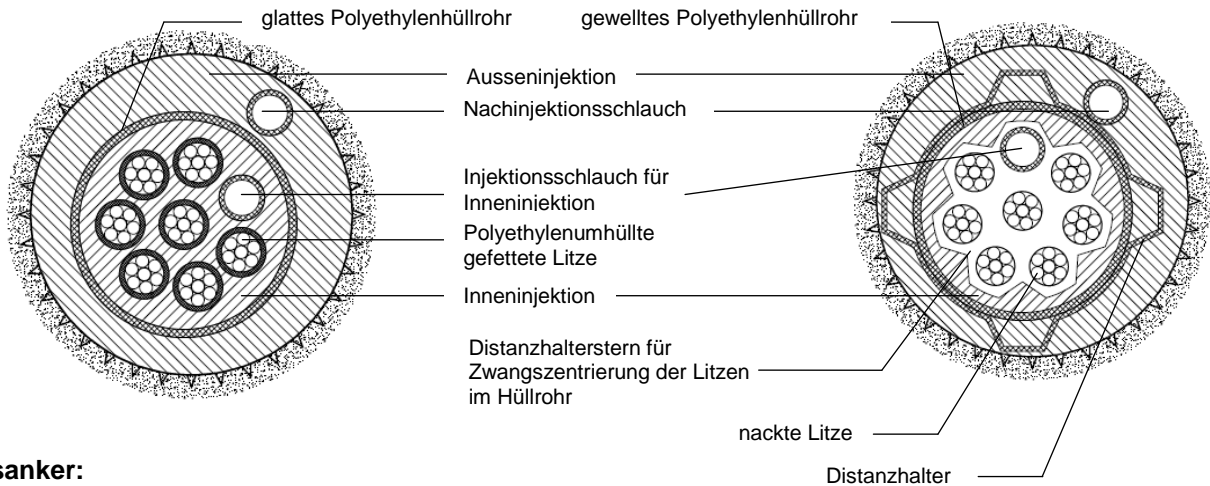 glattes Polyethylenhüllrohr
gewelltes Polyethylenhüllrohr
Ausseninjektion
Nachinjektionsschlauch
Injektionsschlauch für
Inneninjektion
Polyethylenumhüllte
gefettete Litze
Inneninjektion
Distanzhalterstern für
Zwangszentrierung der Litzen
im Hüllrohr
nackte Litze
sanker:
Distanzhalter